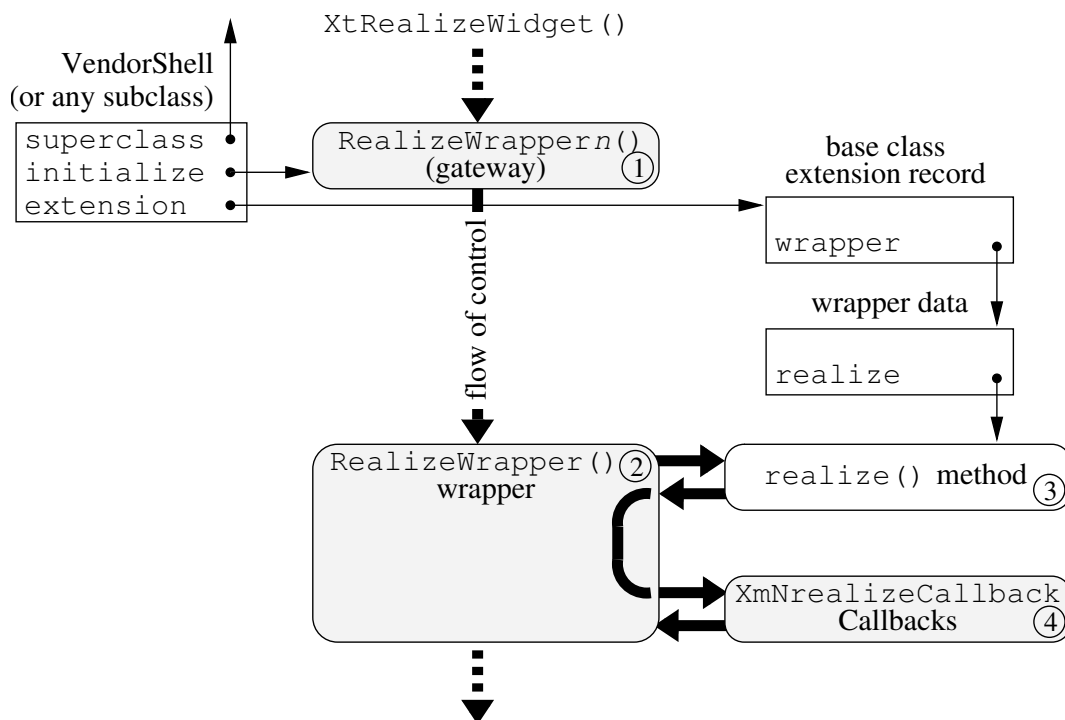 XtRealizeWidget()
VendorShell
(or any subclass)
superclass
initialize
extension
RealizeWrappern()
(gateway)
1
base class
extension record
wrapper
wrapper data
realize
flow of control
RealizeWrapper()
wrapper
2
realize() method
3
XmNrealizeCallback
Callbacks
4